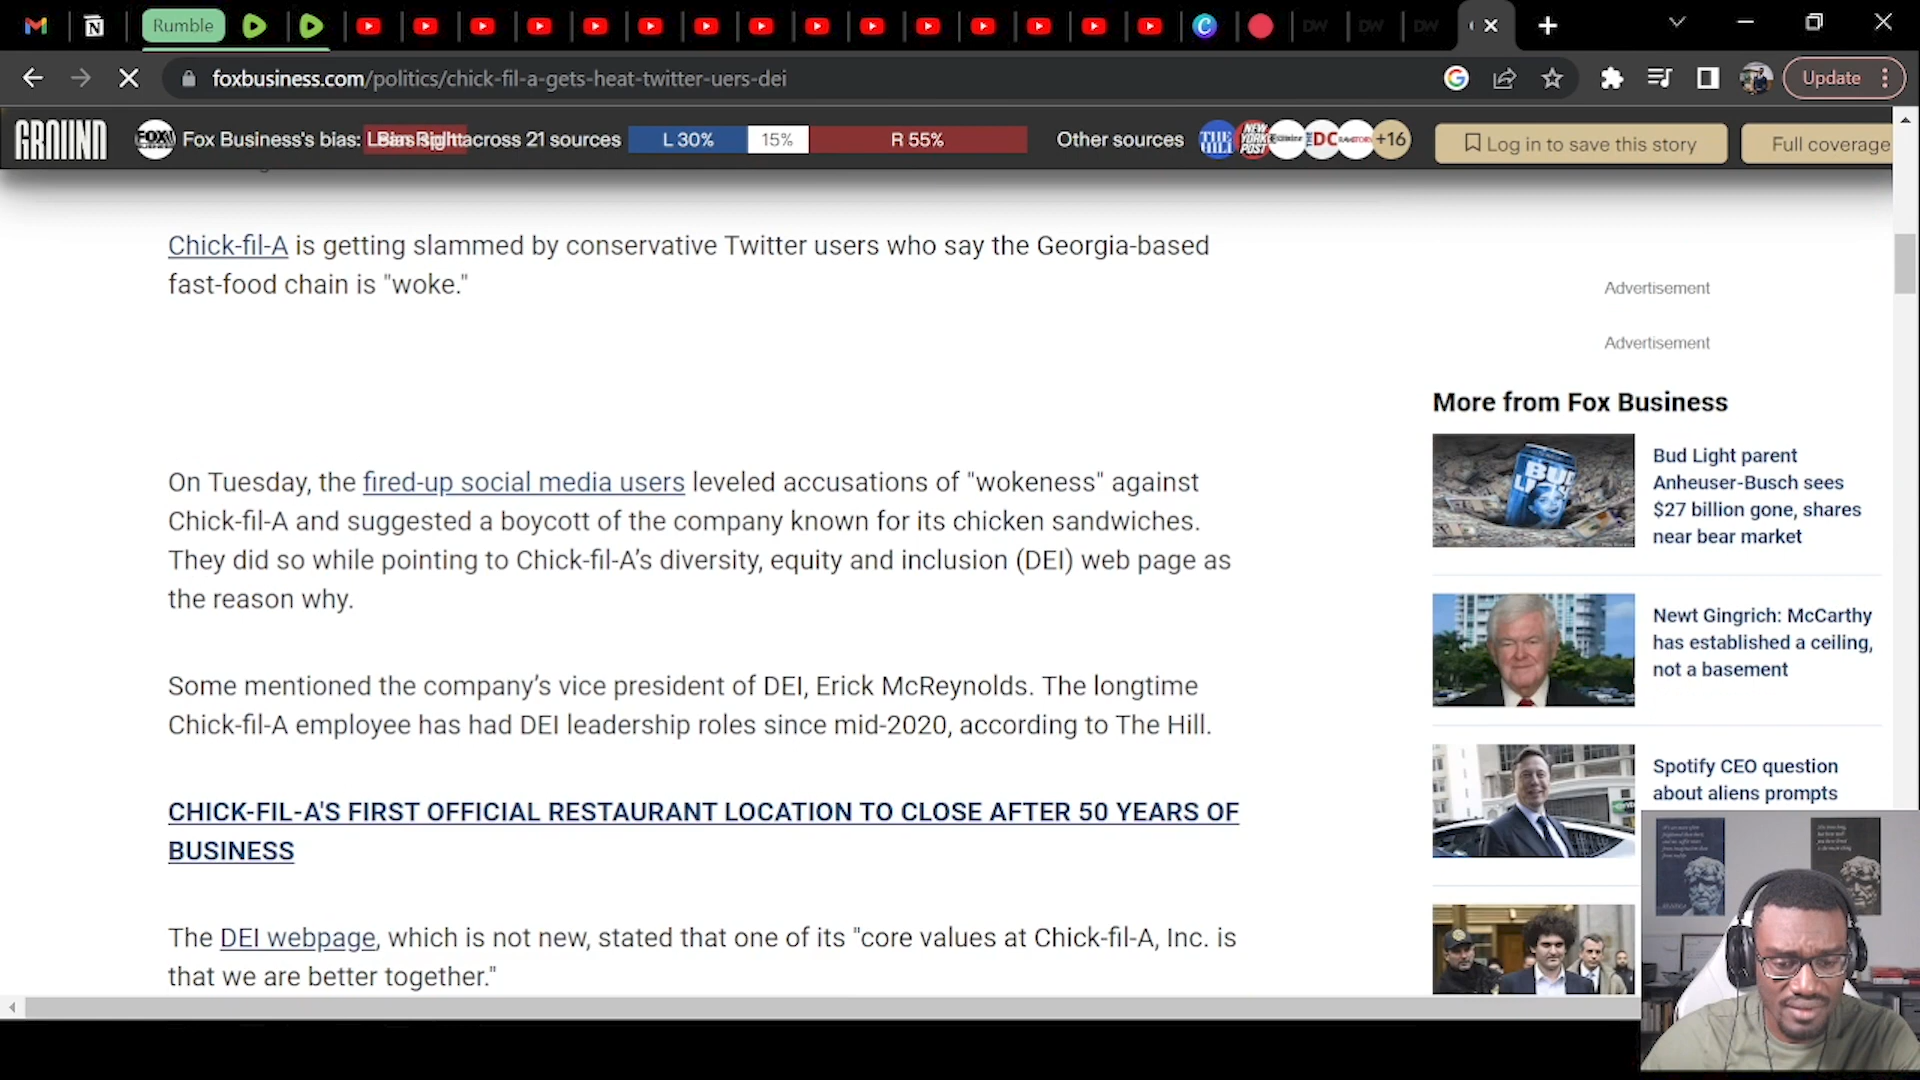 Rumble
foxbusiness.com/politics/chick-fil-a-gets-heat-twitter-uers-dei
Update
GROUND
Fox Business's bias:
across 21 sources
L 30%
15%
R 55%
Other sources
THE HILL
NEW YORK POST
DC
+16
Log in to save this story
Full coverage
Chick-fil-A is getting slammed by conservative Twitter users who say the Georgia-based
fast-food chain is "woke."
On Tuesday, the fired-up social media users leveled accusations of "wokeness" against
Chick-fil-A and suggested a boycott of the company known for its chicken sandwiches.
They did so while pointing to Chick-fil-A's diversity, equity and inclusion (DEI) web page as
the reason why.
Some mentioned the company's vice president of DEI, Erick McReynolds. The longtime
Chick-fil-A employee has had DEI leadership roles since mid-2020, according to The Hill.
CHICK-FIL-A'S FIRST OFFICIAL RESTAURANT LOCATION TO CLOSE AFTER 50 YEARS OF
BUSINESS
The DEI webpage, which is not new, stated that one of its "core values at Chick-fil-A, Inc. is
that we are better together."
Advertisement
Advertisement
More from Fox Business
Bud Light parent
Anheuser-Busch sees
$27 billion gone, shares
near bear market
Newt Gingrich: McCarthy
has established a ceiling,
not a basement
Spotify CEO question
about aliens prompts